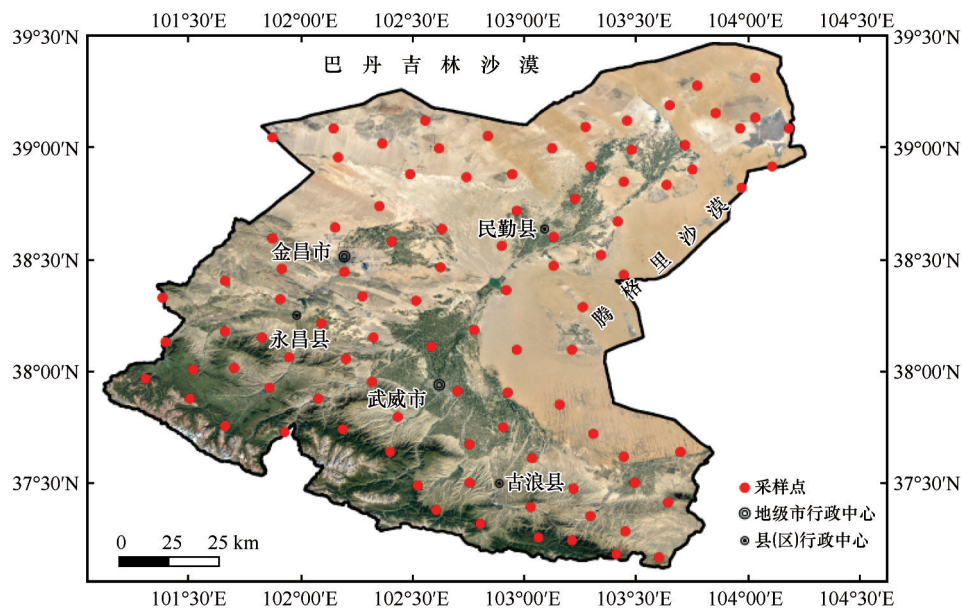 101°30′E 102°00′E 102°30′E 103°00′E 103°30′E 104°00′E 104°30′E
39°30′N 39°30′N
巴丹吉林沙漠
39°00′N 39°00′N
民勤县
腾格里沙漠
金昌市
38°30′N 38°30′N
永昌县
38°00′N 38°00′N
武威市
37°30′N 37°30′N
古浪县
采样点
地级市行政中心
县(区)行政中心
0 25 25 km
101°30′E 102°00′E 102°30′E 103°00′E 103°30′E 104°00′E 104°30′E